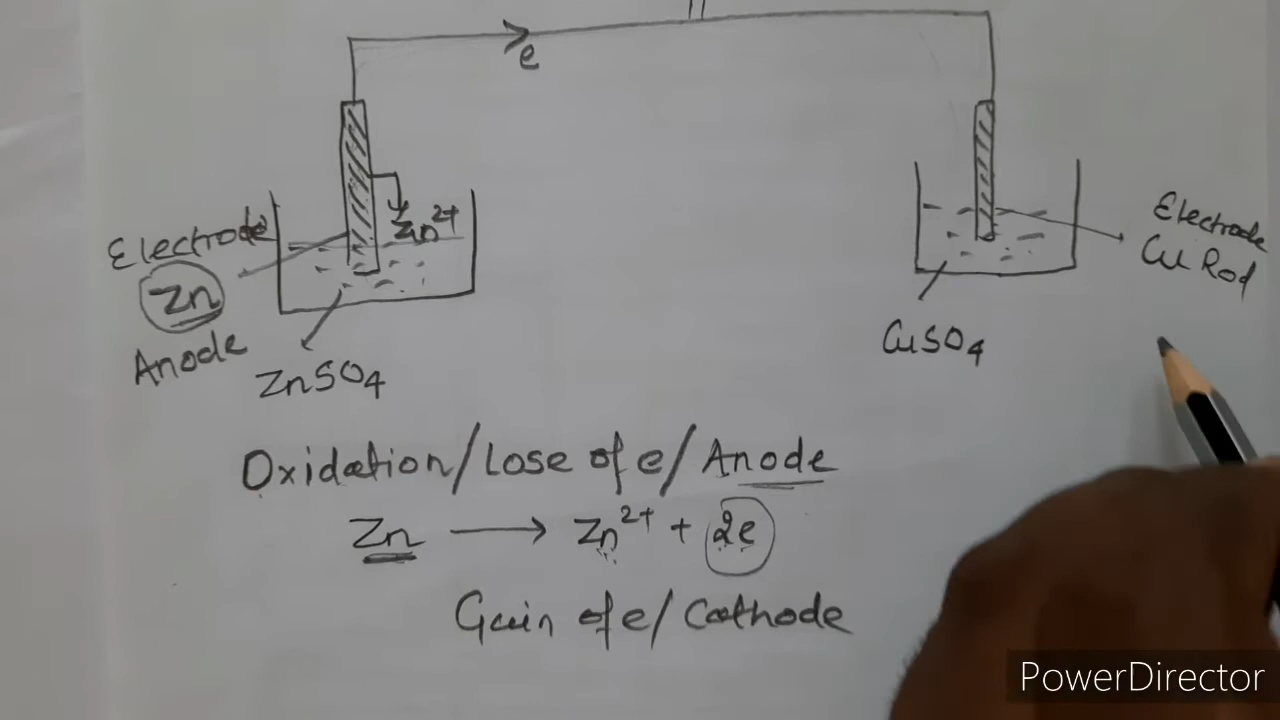 e
Zn²⁺
Electrode
Zn
Anode
ZnSO₄
Electrode
Cu Rod
CuSO₄
Oxidation/Lose of e/Anode
Zn ⟶ Zn²⁺ + 2e
Gain of e/Cathode
PowerDirector